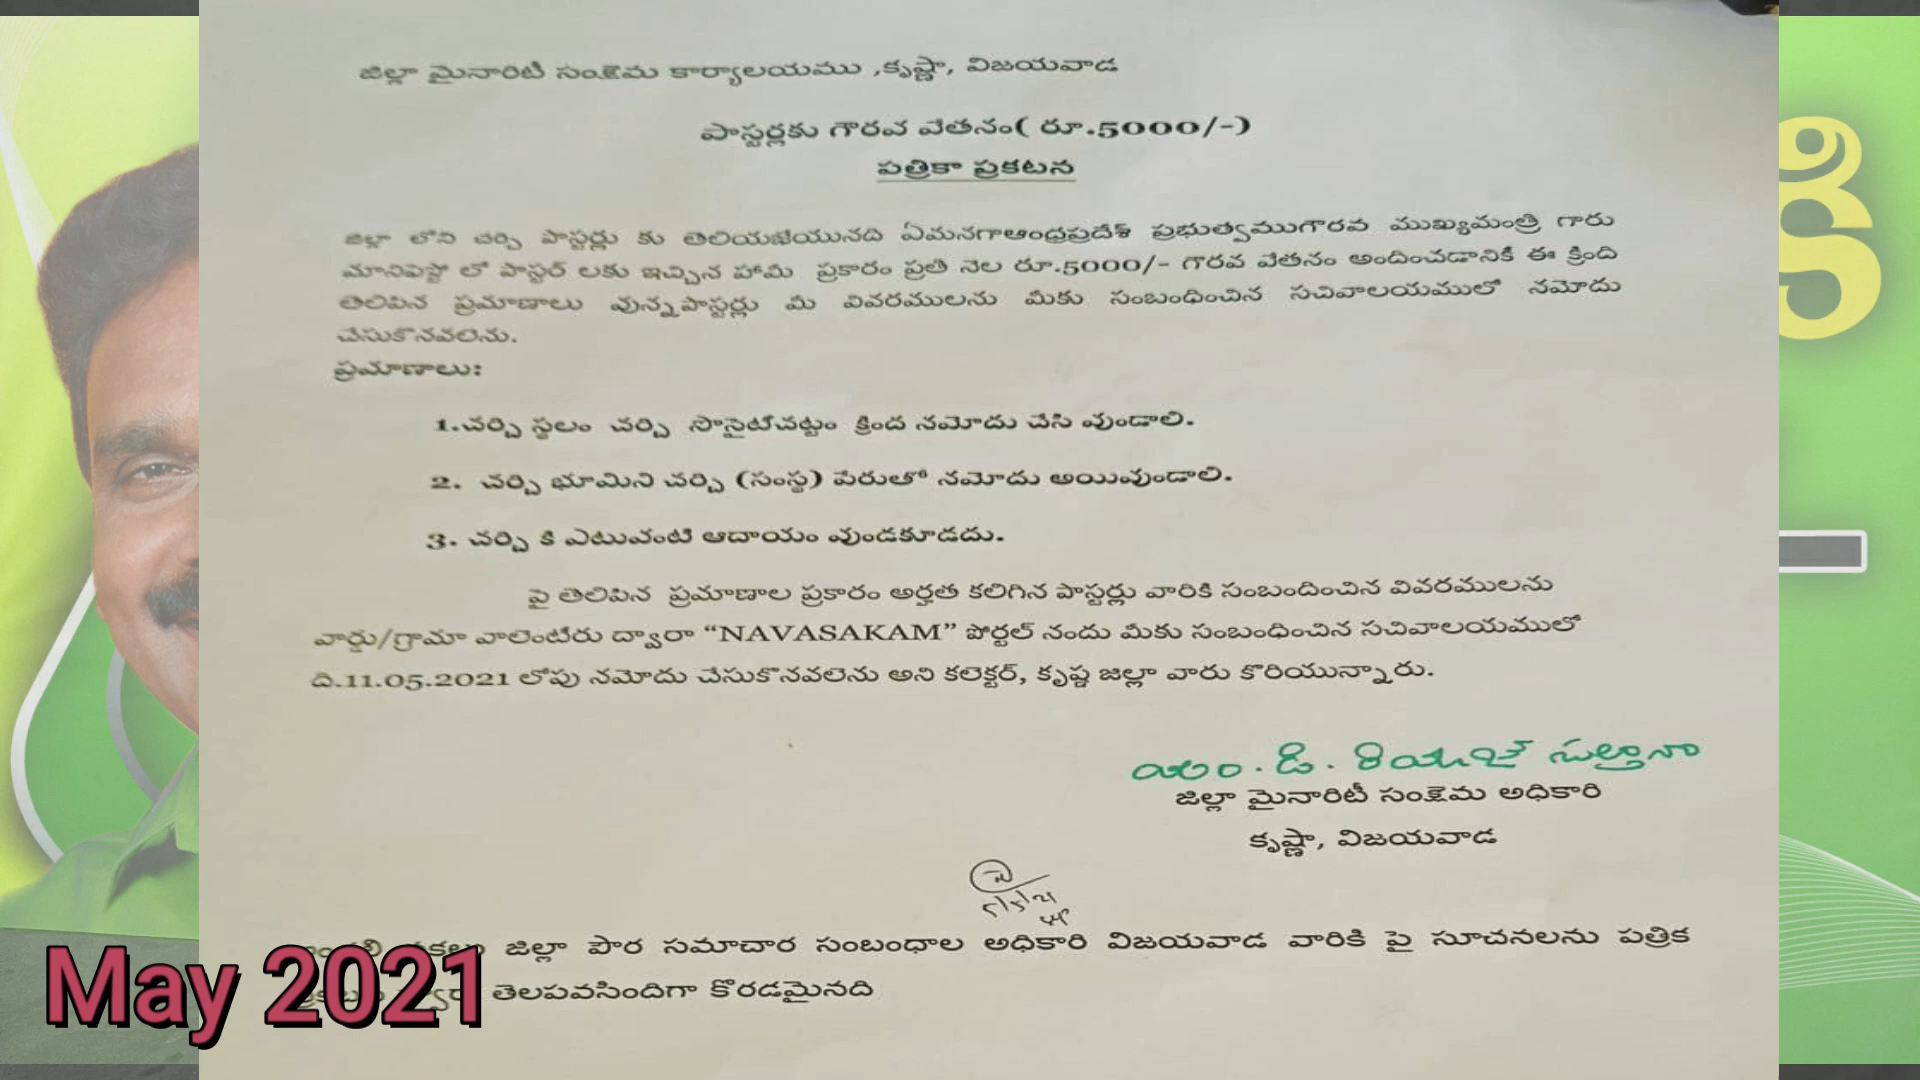 జిల్లా మైనారిటీ సంక్షెమ కార్యాలయము ,కృష్ణా, విజయవాడ
పాస్టర్లకు గౌరవ వేతనం( రూ.5000/-)
పత్రికా ప్రకటన
జిల్లా లోని చర్చి పాస్టర్లు కు తెలియజేయునది ఏమనగాఆంధ్రప్రదేశ్ ప్రభుత్వముగౌరవ ముఖ్యమంత్రి గారు
మానిఫెస్టో లో పాస్టర్ లకు ఇచ్చిన హామీ ప్రకారం ప్రతి నెల రూ.5000/- గౌరవ వేతనం అందించడానికి ఈ క్రింది
తెలిపిన ప్రమాణాలు వున్నపాస్టర్లు మీ వివరములను మీకు సంబంధించిన సచివాలయములో నమోదు
చేసుకొనవలెను.
ప్రమాణాలు:
1.చర్చి స్థలం చర్చి సొసైటీచట్టం క్రింద నమోదు చేసి వుండాలి.
2. చర్చి భూమిని చర్చి (సంస్థ) పేరుతో నమోదు అయివుండాలి.
3. చర్చి కి ఎటువంటి ఆదాయం వుండకూడదు.
పై తెలిపిన ప్రమాణాల ప్రకారం అర్హత కలిగిన పాస్టర్లు వారికి సంబందించిన వివరములను
వార్డు/గ్రామా వాలెంటీరు ద్వారా “NAVASAKAM” పోర్టల్ నందు మీకు సంబంధించిన సచివాలయములో
ది.11.05.2021 లోపు నమోదు చేసుకొనవలెను అని కలెక్టర్, కృష్ణ జిల్లా వారు కొరియున్నారు.
యం. డి. రియాజ్ సుల్తానా
జిల్లా మైనారిటీ సంక్షెమ అధికారి
కృష్ణా, విజయవాడ
5/5/21
జిల్లా పౌర సమాచార సంబంధాల అధికారి విజయవాడ వారికి పై సూచనలను పత్రిక
తెలపవసిందిగా కొరడమైనది
May 2021